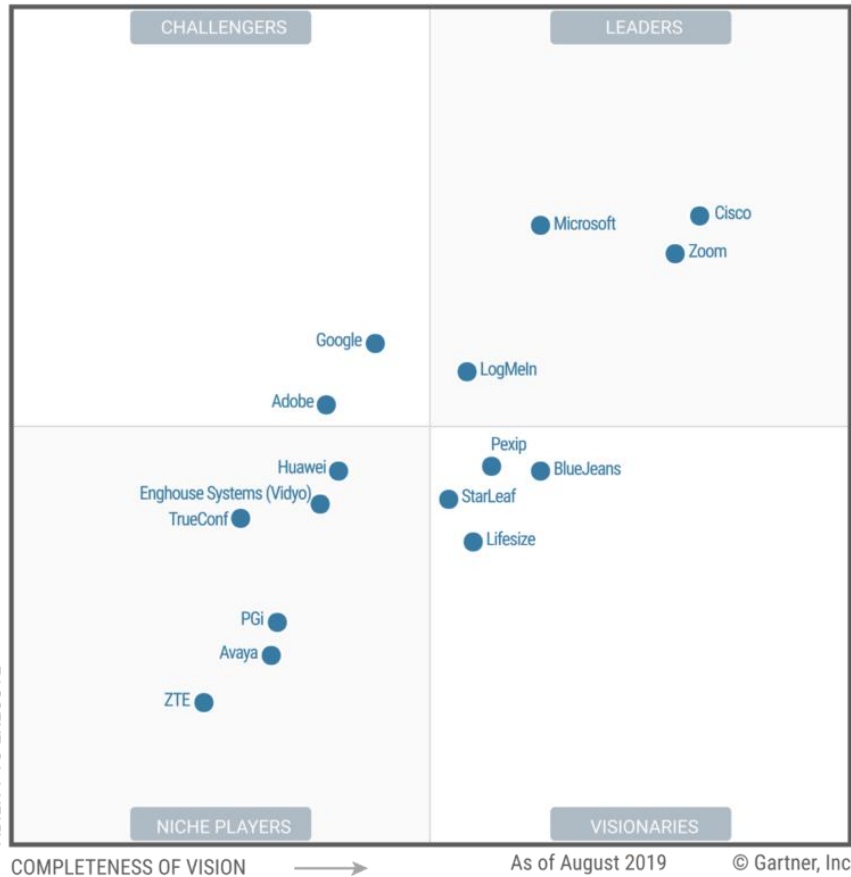 CHALLENGERS
LEADERS
Cisco
Microsoft
Zoom
Google
LogMeIn
Adobe
Pexip
Huawei
BlueJeans
Enghouse Systems (Vidyo)
StarLeaf
TrueConf
Lifesize
PGi
Avaya
ZTE
NICHE PLAYERS
VISIONARIES
COMPLETENESS OF VISION
As of August 2019
© Gartner, Inc